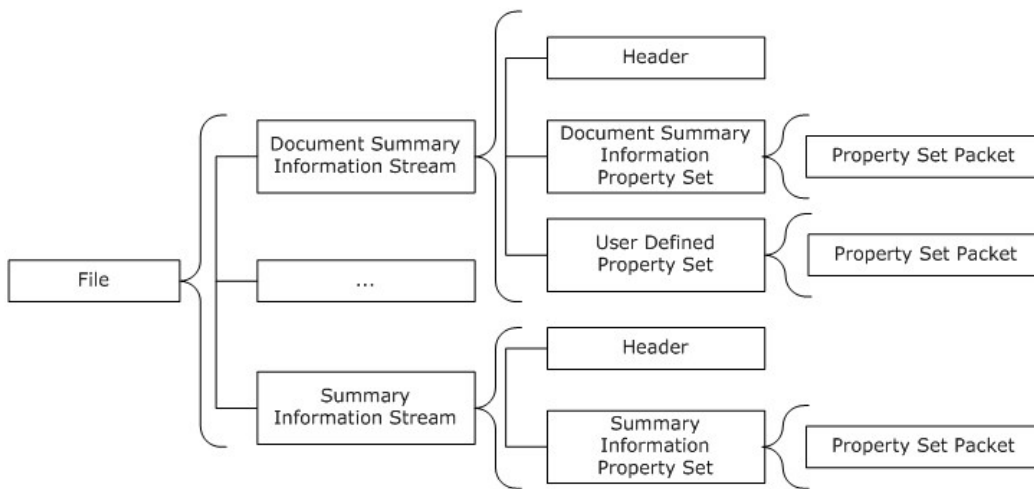 File
Document Summary
Information Stream
...
Summary
Information Stream
Header
Document Summary
Information
Property Set
User Defined
Property Set
Header
Summary
Information
Property Set
Property Set Packet
Property Set Packet
Property Set Packet